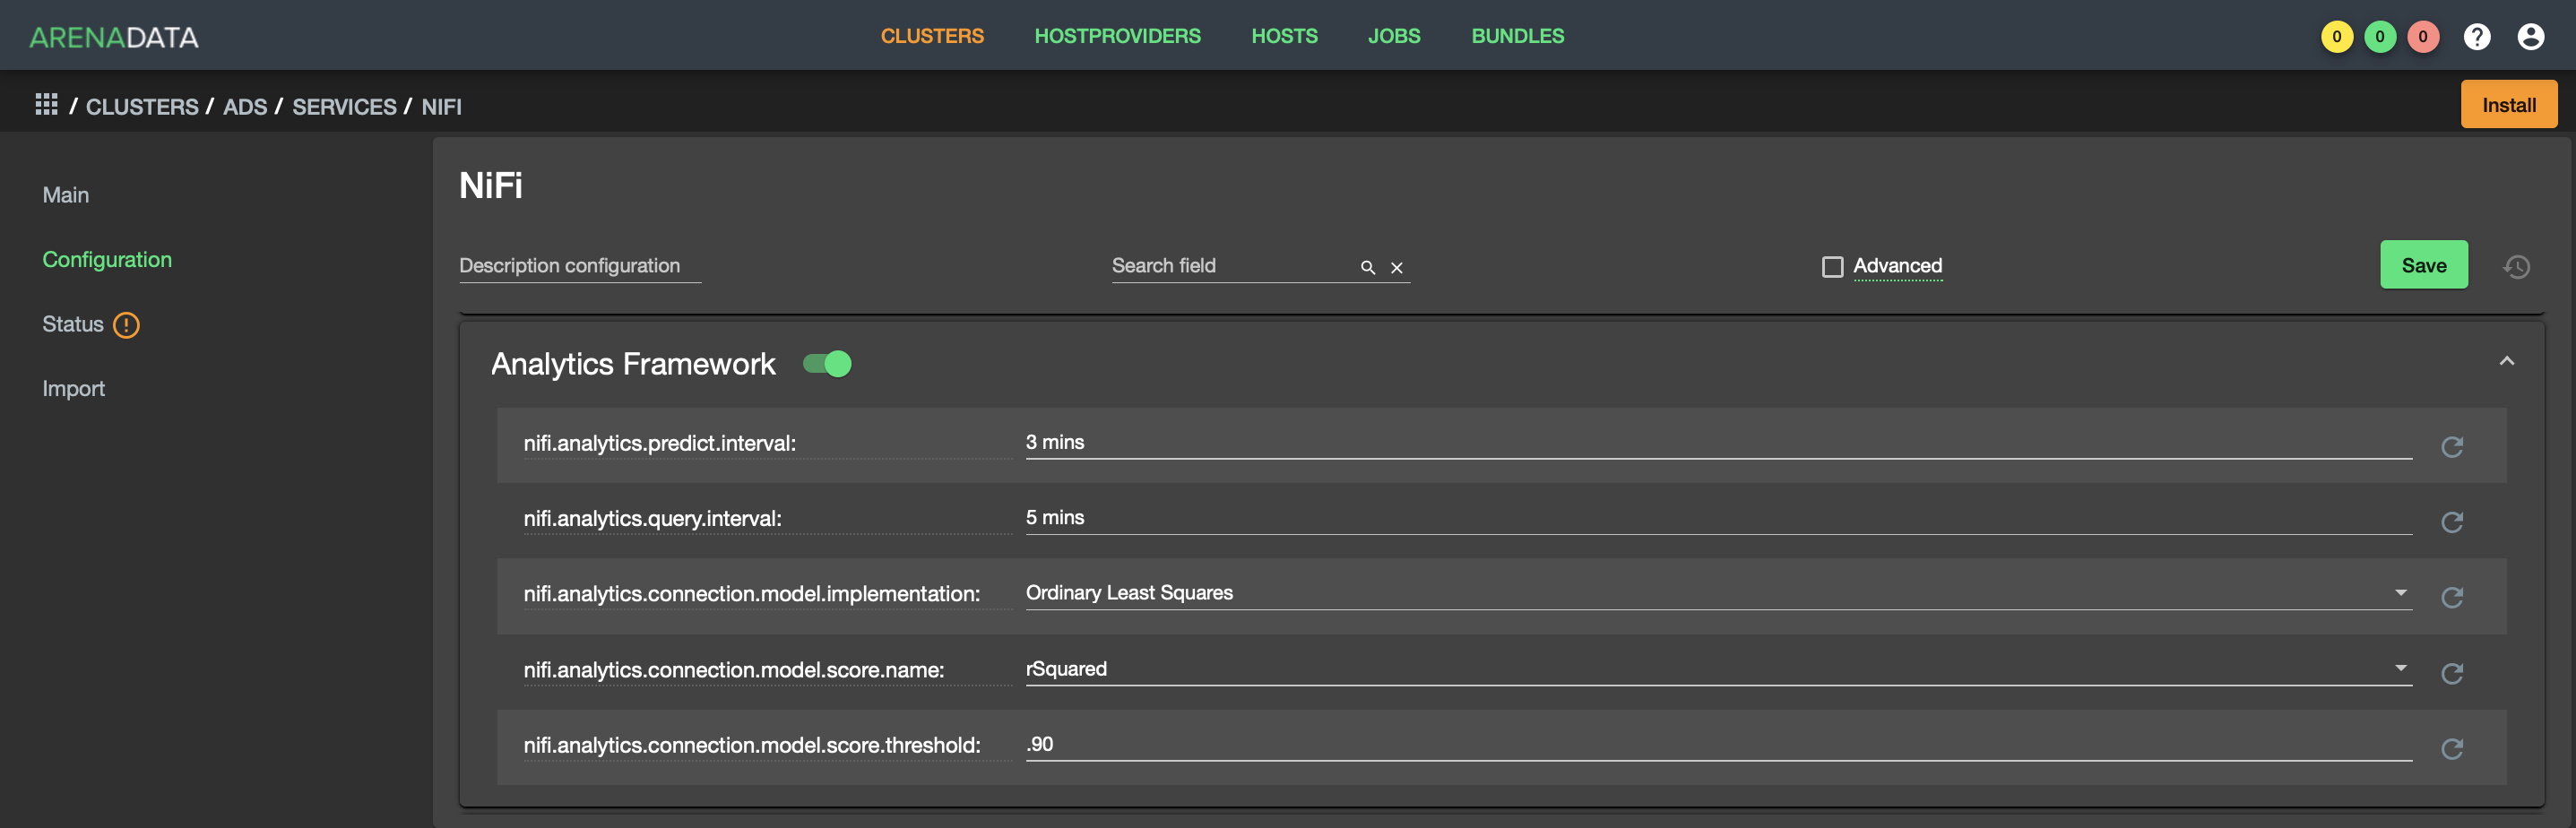 ARENADATA CLUSTERS HOSTPROVIDERS HOSTS JOBS BUNDLES 0 0 0 ?
/ CLUSTERS / ADS / SERVICES / NIFI Install
Main
Configuration
Status !
Import
NiFi
Description configuration Search field Advanced Save
Analytics Framework
nifi.analytics.predict.interval: 3 mins
nifi.analytics.query.interval: 5 mins
nifi.analytics.connection.model.implementation: Ordinary Least Squares
nifi.analytics.connection.model.score.name: rSquared
nifi.analytics.connection.model.score.threshold: .90